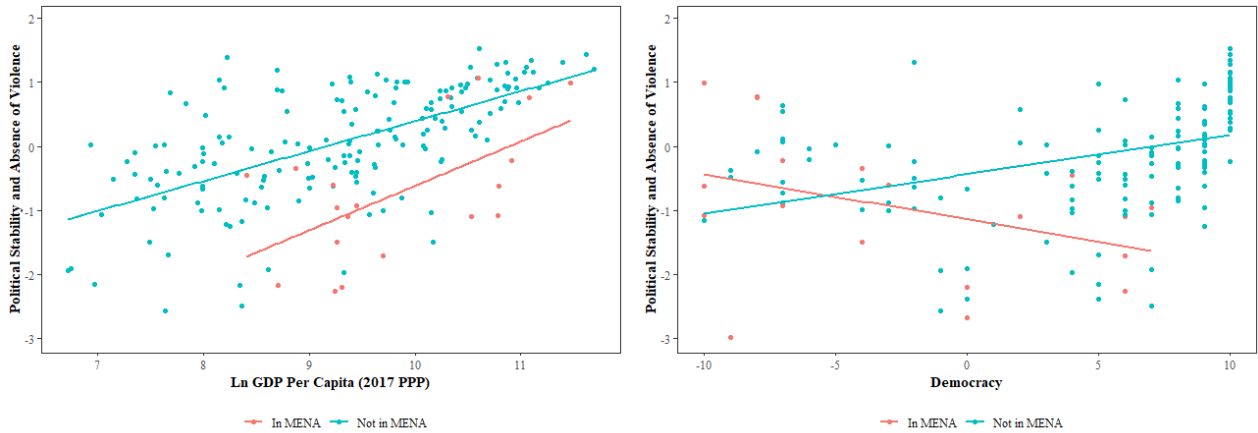 Political Stability and Absence of Violence
2
1
0
-1
-2
-3
7
8
9
10
11
Ln GDP Per Capita (2017 PPP)
In MENA
Not in MENA
Political Stability and Absence of Violence
2
1
0
-1
-2
-3
-10
-5
0
5
10
Democracy
In MENA
Not in MENA